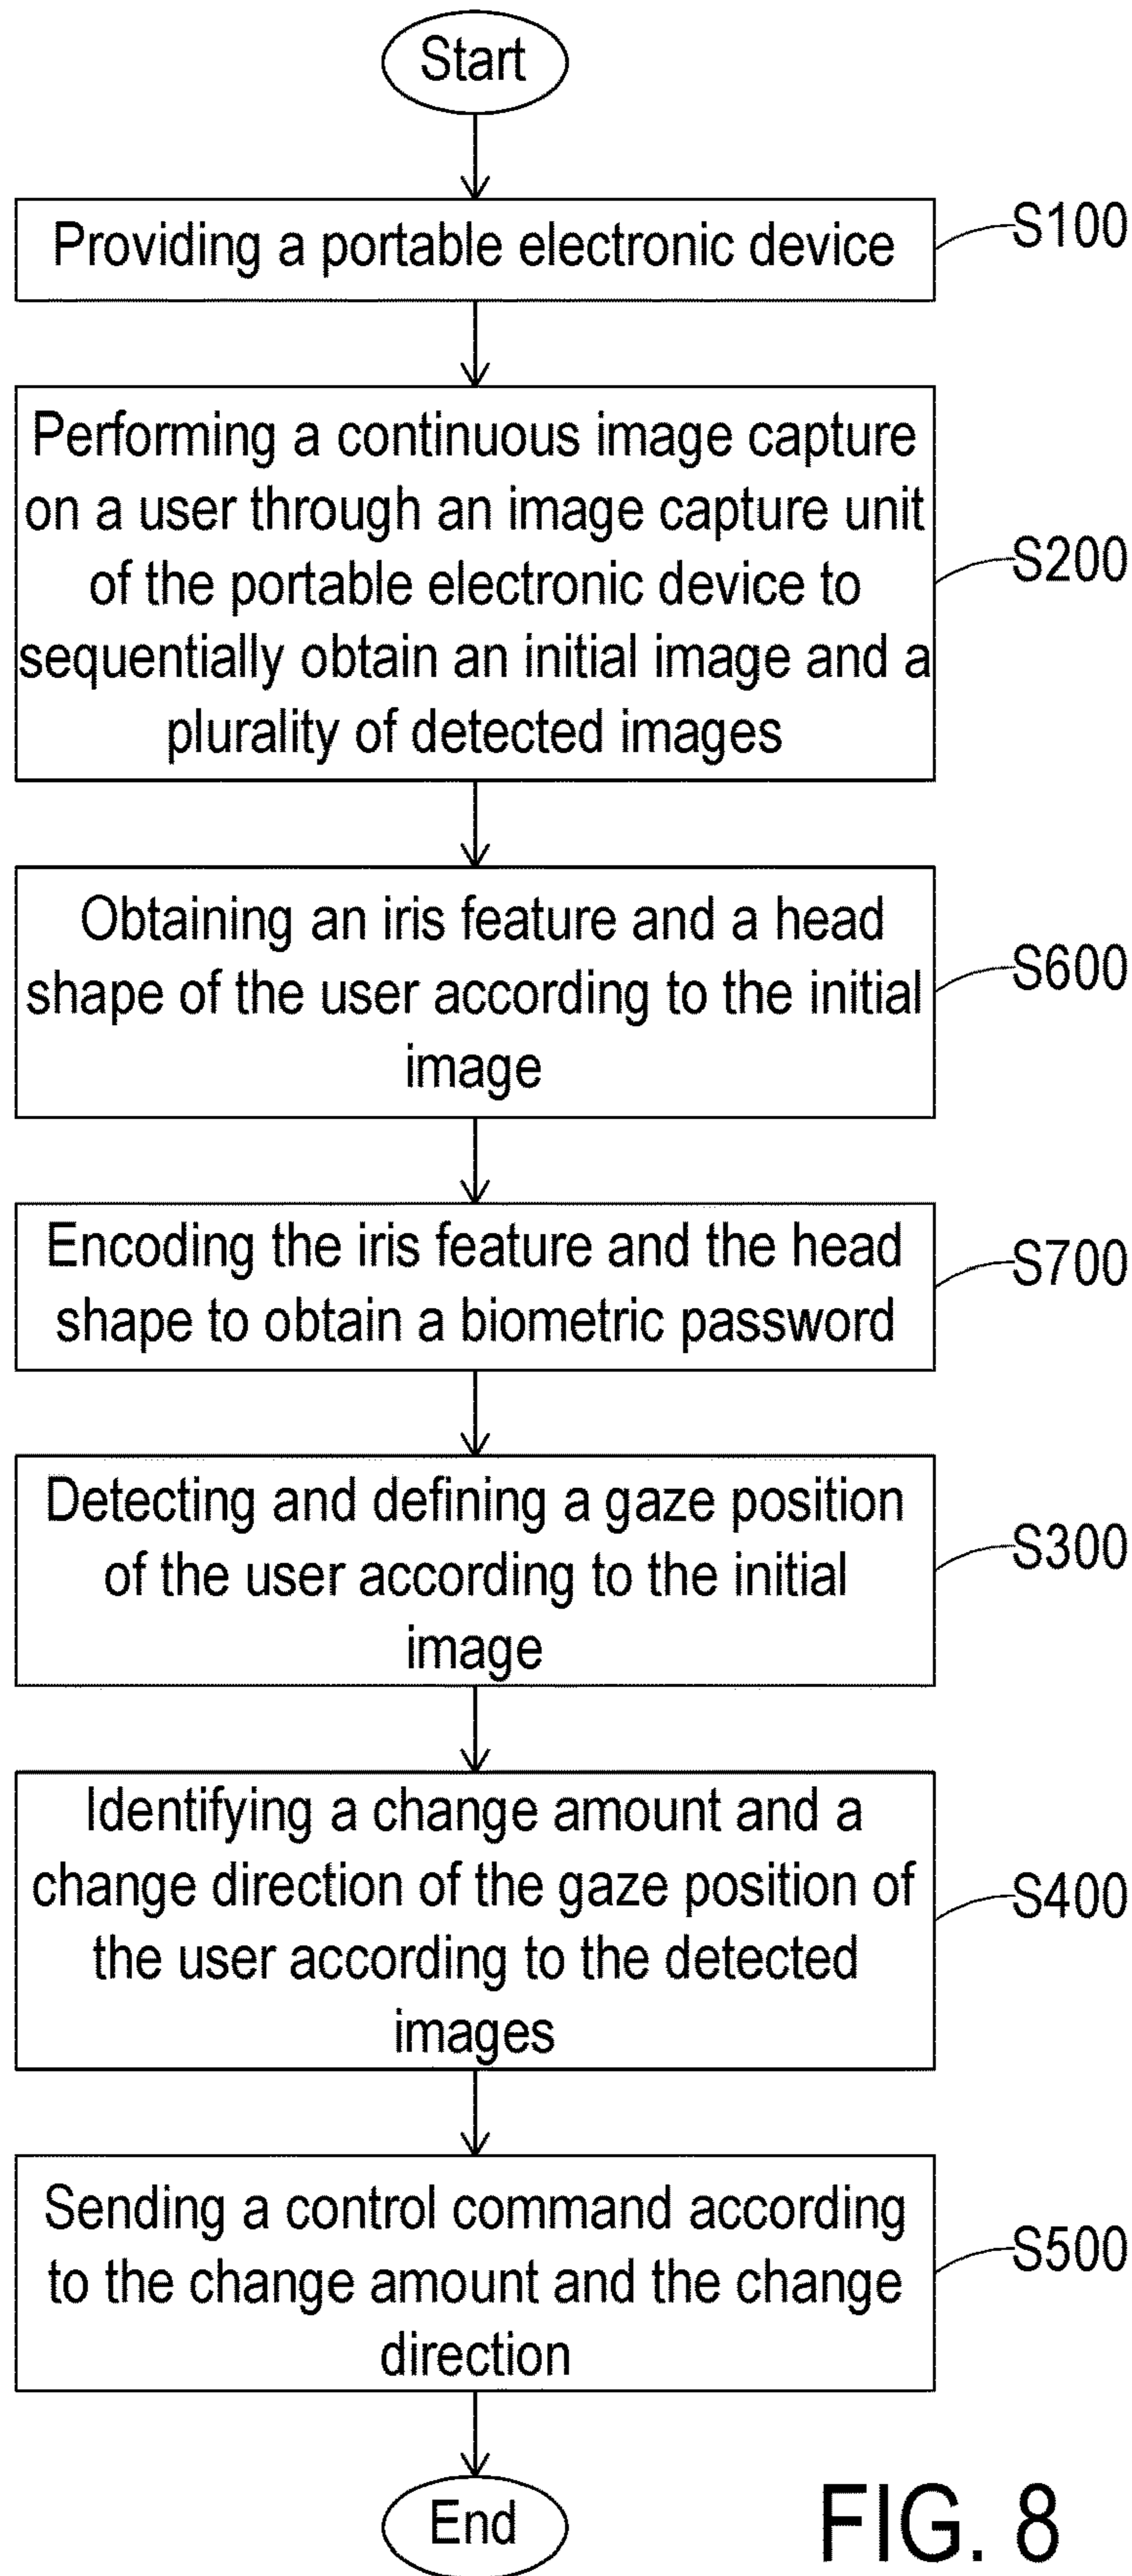 Start
Providing a portable electronic device
S100
Performing a continuous image capture
on a user through an image capture unit
of the portable electronic device to
sequentially obtain an initial image and a
plurality of detected images
S200
Obtaining an iris feature and a head
shape of the user according to the initial
image
S600
Encoding the iris feature and the head
shape to obtain a biometric password
S700
Detecting and defining a gaze position
of the user according to the initial
image
S300
Identifying a change amount and a
change direction of the gaze position of
the user according to the detected
images
S400
Sending a control command according
to the change amount and the change
direction
S500
End
FIG. 8